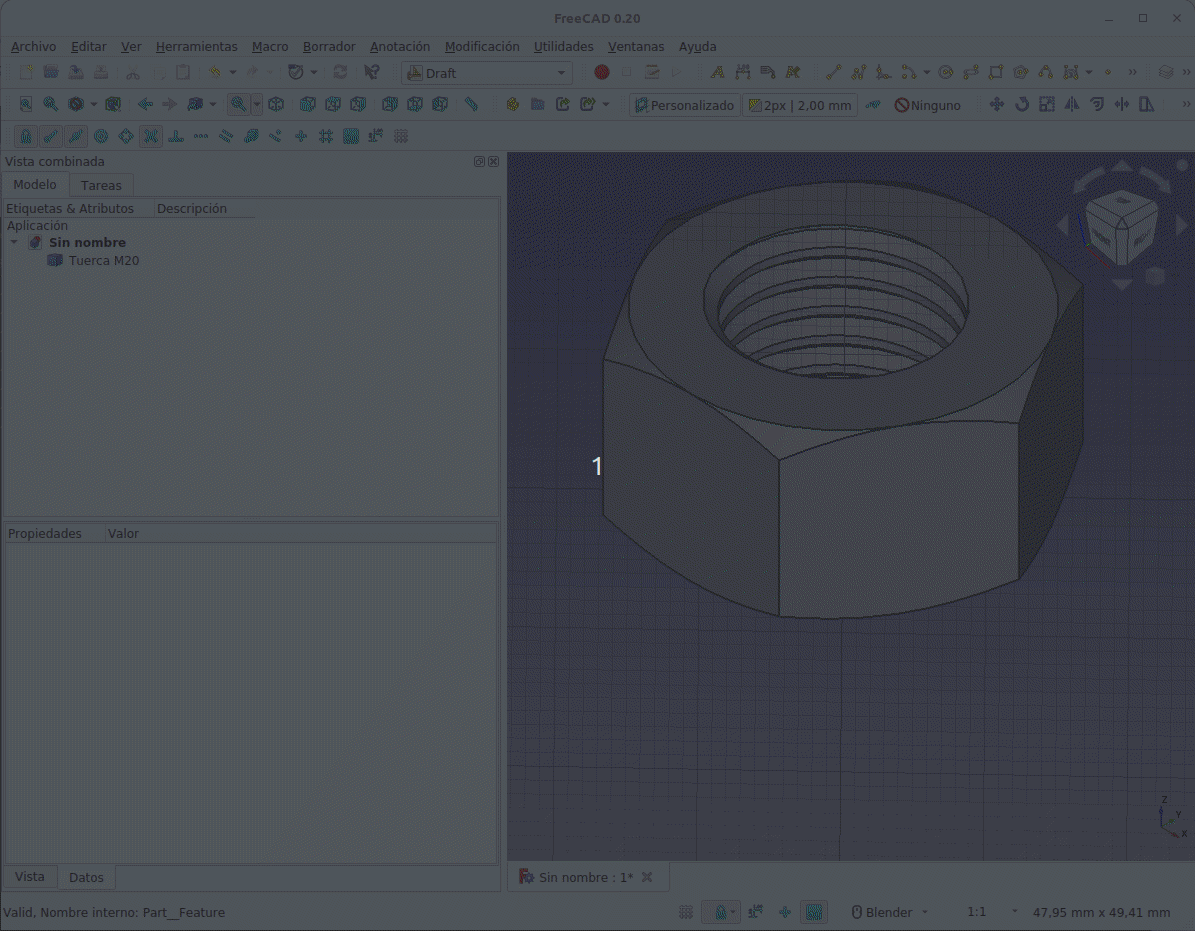 FreeCAD 0.20
Archivo Editar Ver Herramientas Macro Borrador Anotación Modificación Utilidades Ventanas Ayuda
Draft
Personalizado 2px | 2,00 mm Ninguno
Vista combinada
Modelo Tareas
Etiquetas & Atributos Descripción
Aplicación
Sin nombre
Tuerca M20
1
Propiedades Valor
Z
Y
X
Vista Datos
Sin nombre : 1*
Valid, Nombre interno: Part__Feature
Blender 1:1 47,95 mm x 49,41 mm